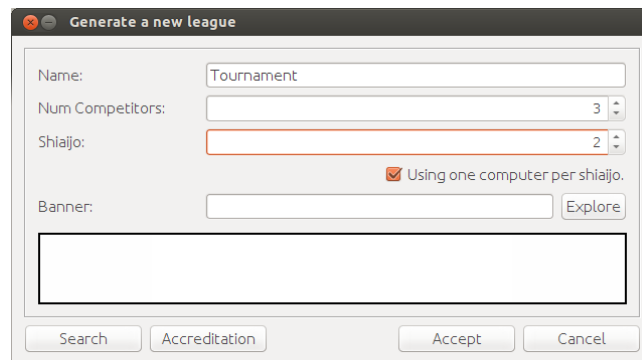 Generate a new league
Name: Tournament
Num Competitors: 3
Shiaijo: 2
Using one computer per shiaijo.
Banner: Explore
Search Accreditation Accept Cancel